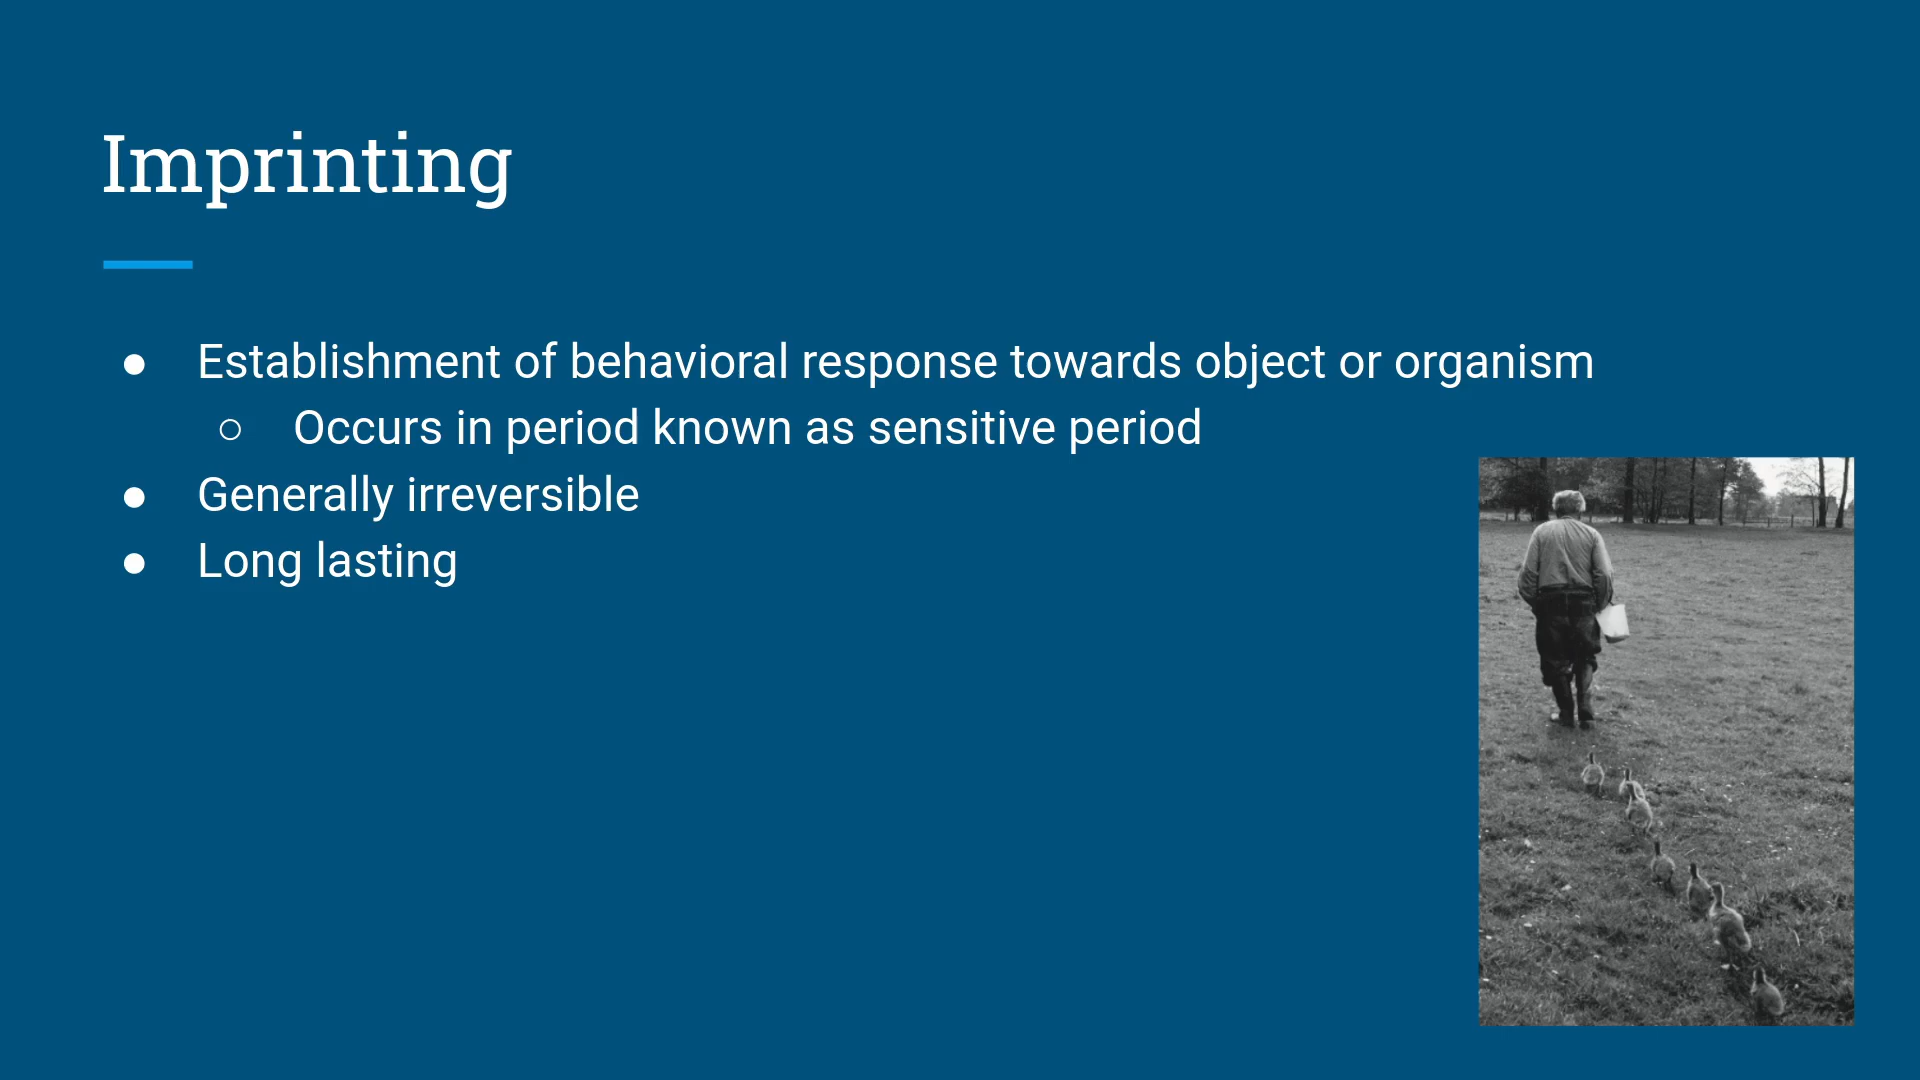 Imprinting
● Establishment of behavioral response towards object or organism
○ Occurs in period known as sensitive period
● Generally irreversible
● Long lasting